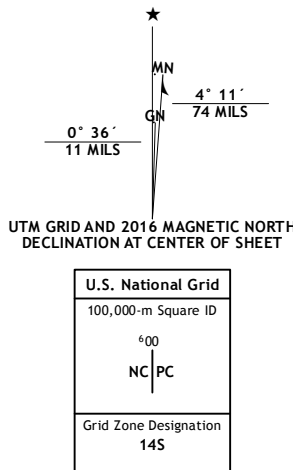 ★
MN
4° 11´
74 MILS
GN
0° 36´
11 MILS
UTM GRID AND 2016 MAGNETIC NORTH
DECLINATION AT CENTER OF SHEET
U.S. National Grid
100,000-m Square ID
⁶00
NC PC
Grid Zone Designation
14S